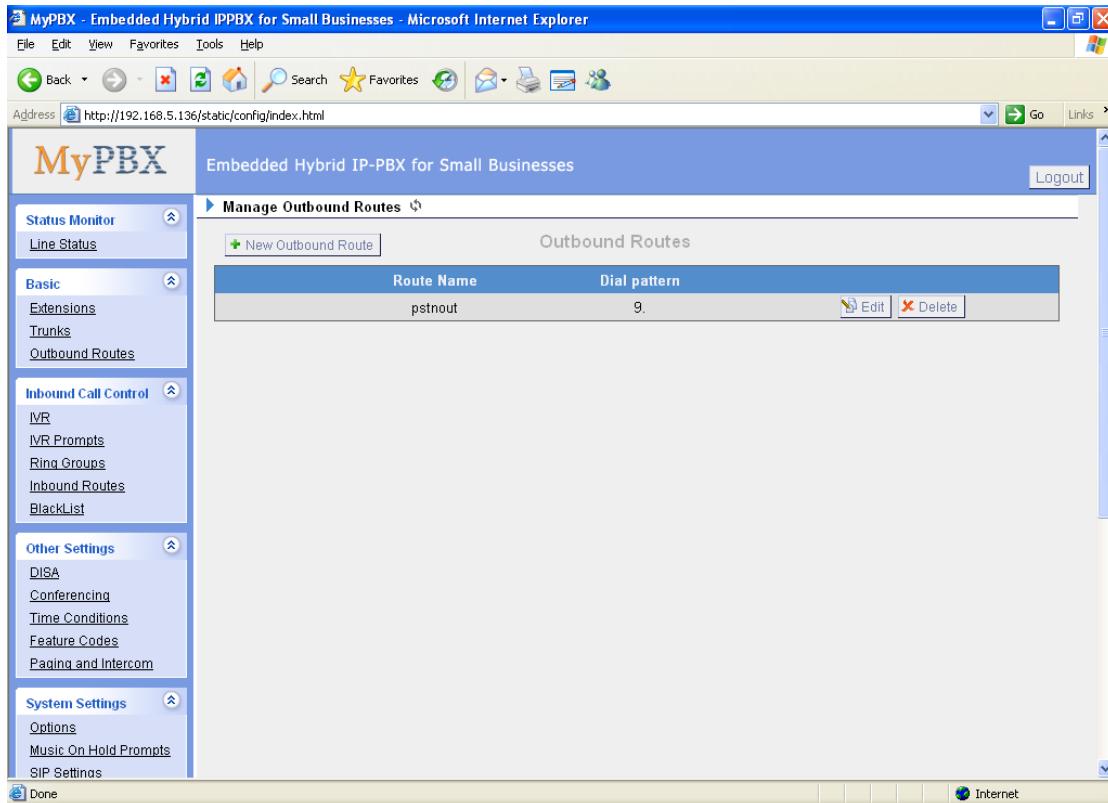 MyPBX - Embedded Hybrid IPPBX for Small Businesses - Microsoft Internet Explorer
File Edit View Favorites Tools Help
Back Search Favorites
Address http://192.168.5.136/static/config/index.html Go Links
MyPBX
Embedded Hybrid IP-PBX for Small Businesses
Logout
Status Monitor
Line Status
Basic
Extensions
Trunks
Outbound Routes
Inbound Call Control
IVR
IVR Prompts
Ring Groups
Inbound Routes
BlackList
Other Settings
DISA
Conferencing
Time Conditions
Feature Codes
Paging and Intercom
System Settings
Options
Music On Hold Prompts
SIP Settings
Manage Outbound Routes
New Outbound Route
Outbound Routes
Route Name Dial pattern
pstnout 9. Edit Delete
Done Internet